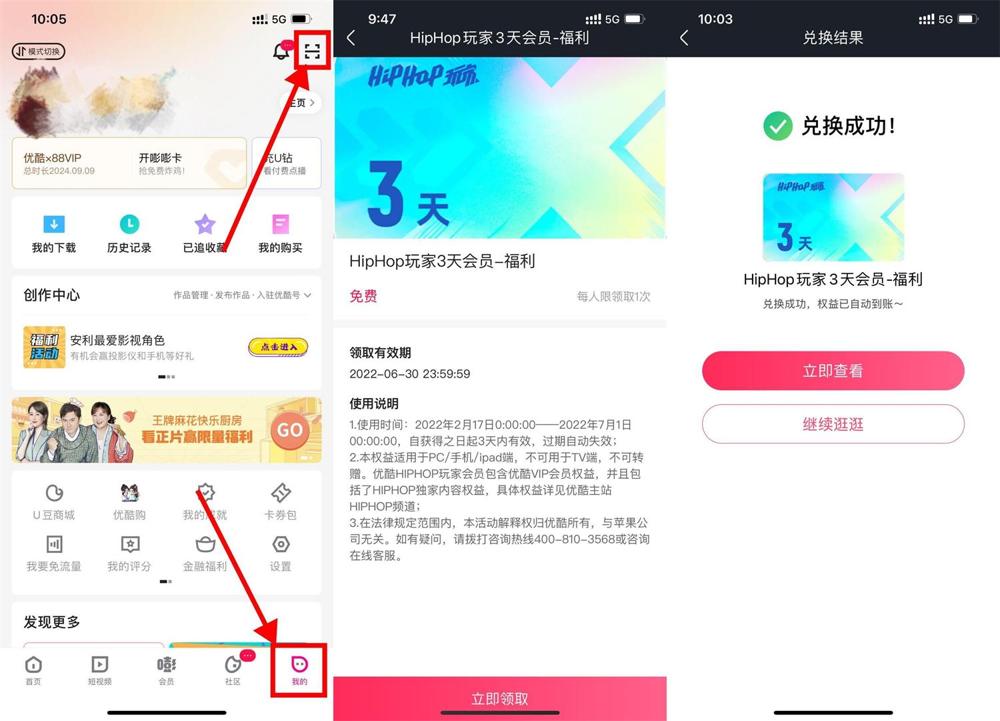 10:05
5G
模式切换
主页
优酷×88VIP
总时长2024.09.09
开嘭嘭卡
抢免费炸鸡!
充U钻
看付费点播
我的下载
历史记录
已追收藏
我的购买
创作中心
作品管理·发布作品·入驻优酷号
福利
活动
安利最爱影视角色
有机会赢投影仪和手机等好礼
点击进入
王牌麻花快乐厨房
看正片赢限量福利
GO
U豆商城
优酷购
我的成就
卡券包
我要免流量
我的评分
金融福利
设置
发现更多
首页
短视频
嘭
会员
社区
我的
9:47
5G
HipHop玩家3天会员-福利
HiPHOP玩家
3天
HipHop玩家3天会员–福利
免费
每人限领取1次
领取有效期
2022-06-30 23:59:59
使用说明
1.使用时间：2022年2月17日0:00:00——2022年7月1日
00:00:00，自获得之日起3天内有效，过期自动失效；
2.本权益适用于PC/手机/ipad端，不可用于TV端，不可转
赠。优酷HIPHOP玩家会员包含优酷VIP会员权益，并且包
括了HIPHOP独家内容权益，具体权益详见优酷主站
HIPHOP频道；
3.在法律规定范围内，本活动解释权归优酷所有，与苹果公
司无关。如有疑问，请拨打咨询热线400-810-3568或咨询
在线客服。
立即领取
10:03
5G
兑换结果
兑换成功！
HiPHOP玩家
3天
HipHop玩家3天会员-福利
兑换成功，权益已自动到账～
立即查看
继续逛逛